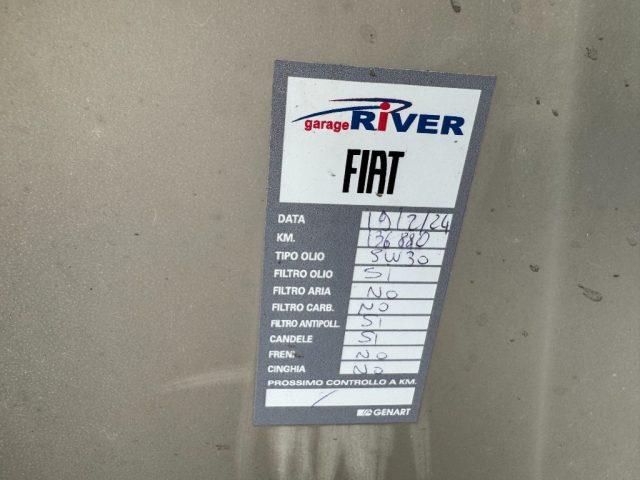 garage RiVER
FIAT
DATA 19/2/24
KM. 136880
TIPO OLIO 5W30
FILTRO OLIO SI
FILTRO ARIA NO
FILTRO CARB. NO
FILTRO ANTIPOLL. SI
CANDELE SI
FRENI NO
CINGHIA NO
PROSSIMO CONTROLLO A KM.
/
GENART